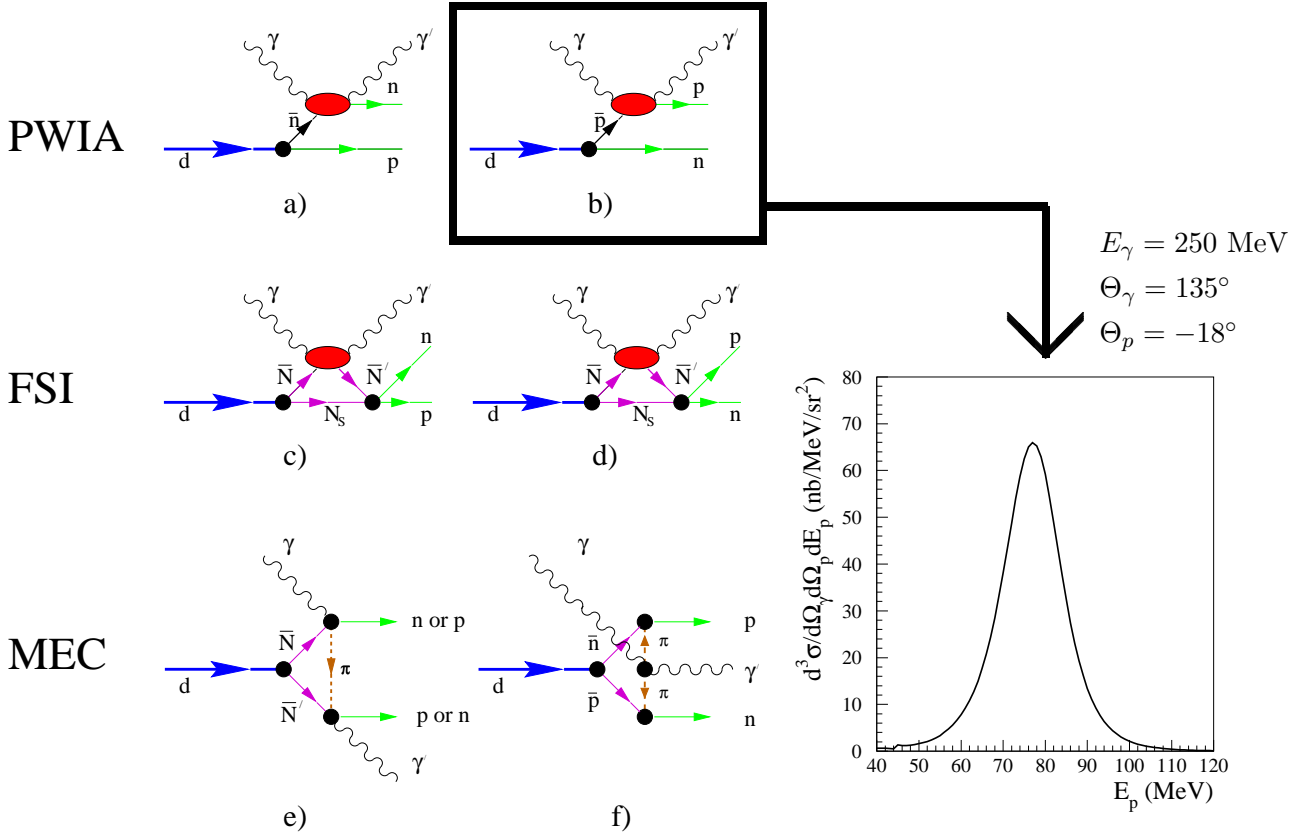 PWIA
γ γ′
n̄ n
d p
a)
γ γ′
p̄ p
d n
b)
E_γ = 250 MeV
Θ_γ = 135°
Θ_p = −18°
FSI
γ γ′
n
N̄ N̄′
d N_S p
c)
γ γ′
p
N̄ N̄′
d N_S n
d)
MEC
γ
n or p
N̄
d π
N̄′
p or n
γ′
e)
γ
n̄ p
π
γ′
d π
p̄ n
f)
d³σ/dΩ_γdΩ_pdE_p (nb/MeV/sr²)
80
70
60
50
40
30
20
10
0
40 50 60 70 80 90 100 110 120
E_p (MeV)